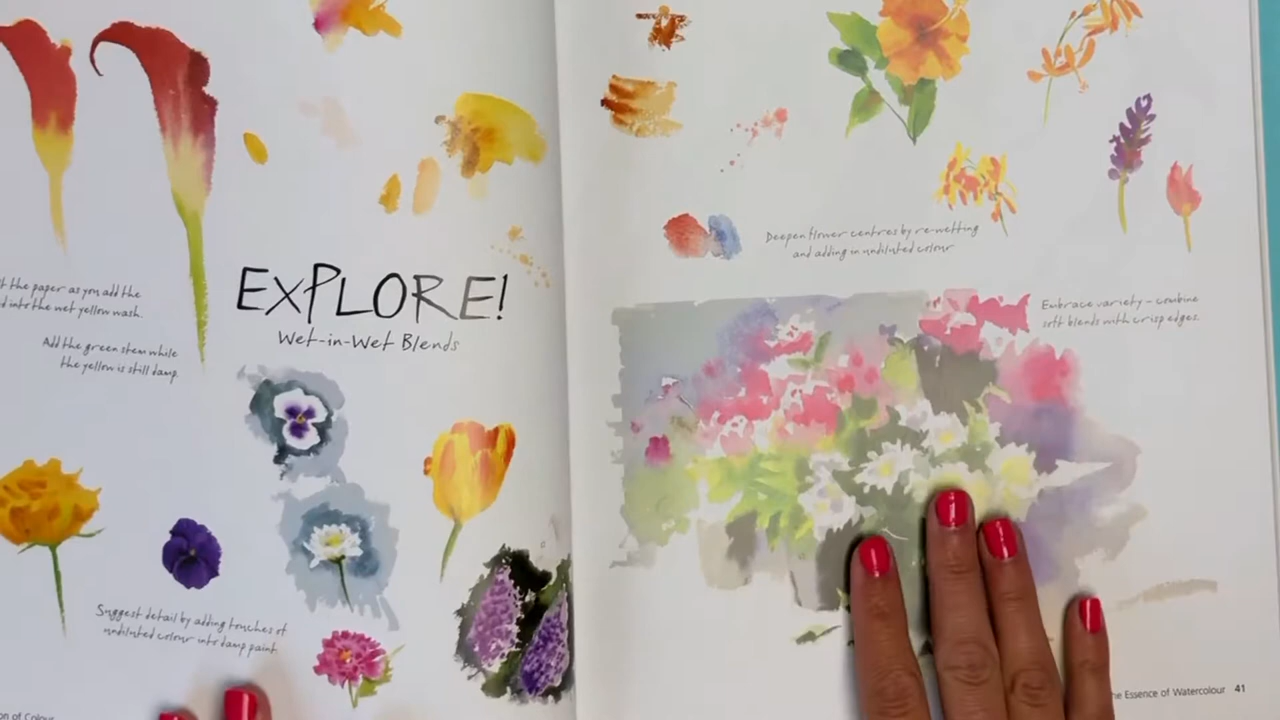 the paper as you add the
into the wet yellow wash.
Add the green stem while
the yellow is still damp.
EXPLORE!
Wet-in-Wet Blends
Suggest detail by adding touches of
undiluted colour into damp paint.
on of Colour
Deepen flower centres by re-wetting
and adding in undiluted colour
Embrace variety – combine
soft blends with crisp edges.
he Essence of Watercolour 41